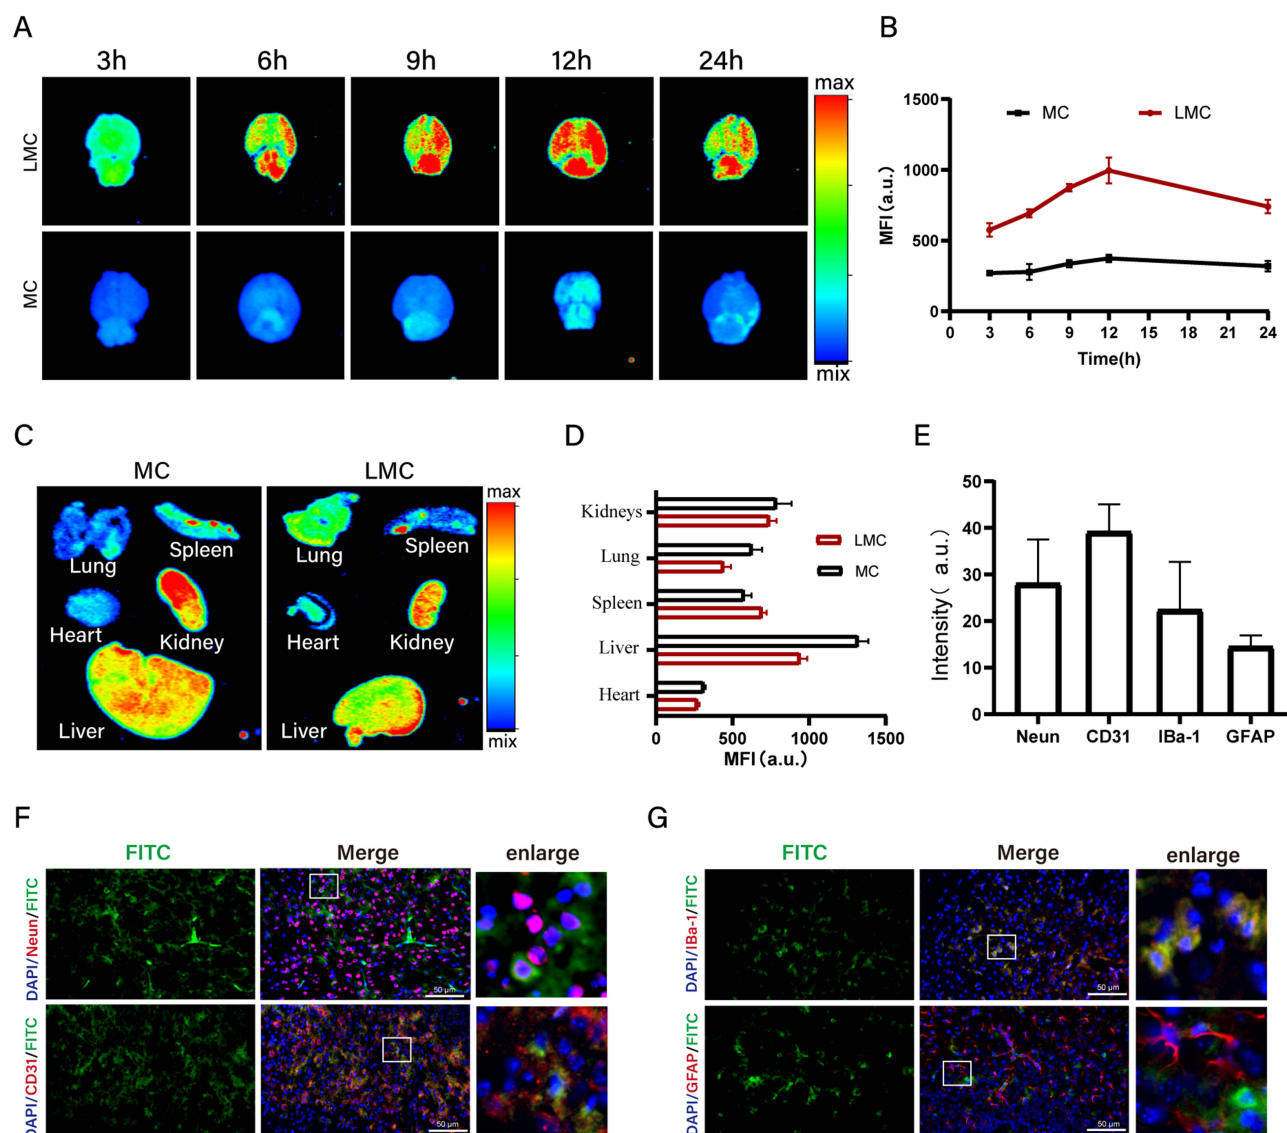 A
3h 6h 9h 12h 24h
LMC
MC
max
mix
B
MC LMC
1500
1000
500
0
MFI(a.u.)
0 3 6 9 12 15 18 21 24
Time(h)
C
MC LMC
Lung
Spleen
Heart
Kidney
Liver
Lung
Spleen
Heart
Kidney
Liver
max
mix
D
Kidneys
Lung
Spleen
Liver
Heart
LMC
MC
0 500 1000 1500
MFI(a.u.)
E
50
40
30
20
10
0
Intensity( a.u.)
Neun CD31 IBa-1 GFAP
F
FITC Merge enlarge
DAPI/Neun/FITC
50 μm
DAPI/CD31/FITC
50 μm
G
FITC Merge enlarge
DAPI/IBa-1/FITC
50 μm
DAPI/GFAP/FITC
50 μm